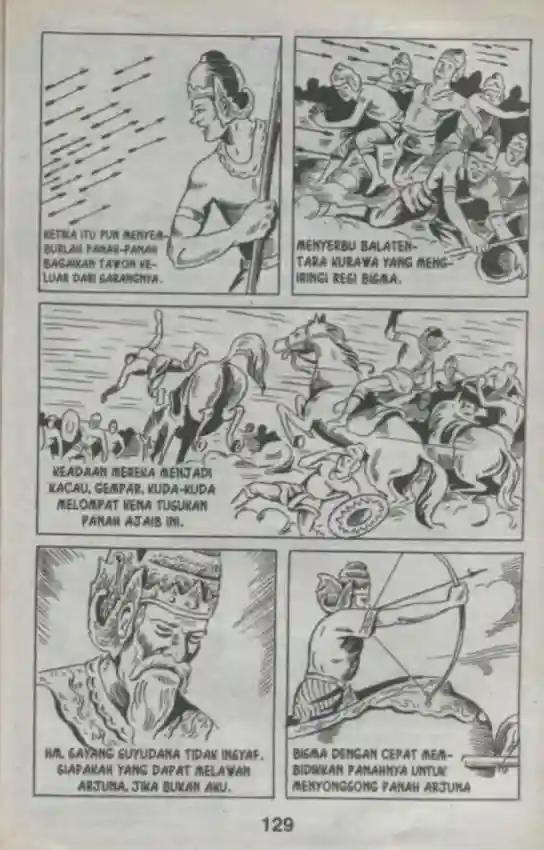 KETIKA ITU PUN MENYEM-
BURLAH PANAH-PANAH
BAGAIKAN TAWON KE-
LUAR DARI SARANGNYA.
MENYERBU BALATEN-
TARA KURAWA YANG MENG-
IRINGI RESI BISMA.
KEADAAN MEREKA MENJADI
KACAU, GEMPAR, KUDA-KUDA
MELOMPAT KENA TUSUKAN
PANAH AJAIB INI.
HM, SAYANG SUYUDANA TIDAK INSYAF.
SIAPAKAH YANG DAPAT MELAWAN
ARJUNA, JIKA BUKAN AKU.
BISMA DENGAN CEPAT MEM-
BIDIKKAN PANAHNYA UNTUK
MENYONGSONG PANAH ARJUNA
129